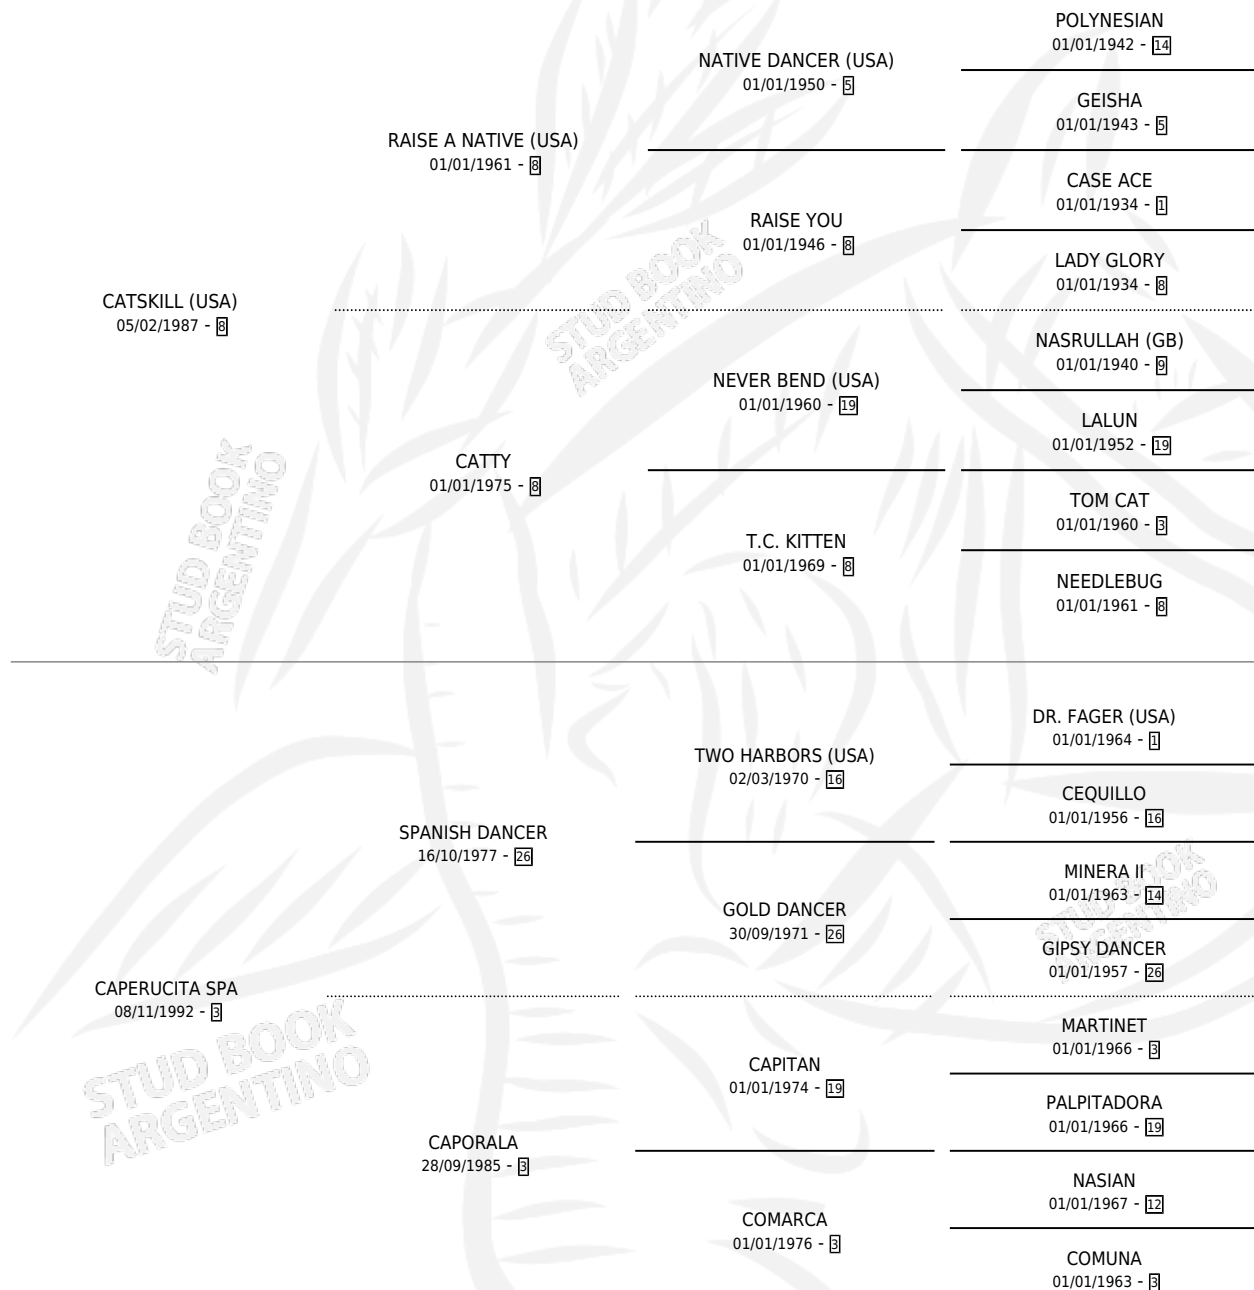 POLYNESIAN
01/01/1942 - 14
NATIVE DANCER (USA)
01/01/1950 - 5
GEISHA
01/01/1943 - 5
RAISE A NATIVE (USA)
01/01/1961 - 8
CASE ACE
01/01/1934 - 1
RAISE YOU
01/01/1946 - 8
LADY GLORY
01/01/1934 - 8
CATSKILL (USA)
05/02/1987 - 8
STUD BOOK
ARGENTINO
NASRULLAH (GB)
01/01/1940 - 9
NEVER BEND (USA)
01/01/1960 - 19
LALUN
01/01/1952 - 19
CATTY
01/01/1975 - 8
TOM CAT
01/01/1960 - 3
T.C. KITTEN
01/01/1969 - 8
NEEDLEBUG
01/01/1961 - 8
STUD BOOK
ARGENTINO
DR. FAGER (USA)
01/01/1964 - 1
TWO HARBORS (USA)
02/03/1970 - 16
CEQUILLO
01/01/1956 - 16
SPANISH DANCER
16/10/1977 - 26
MINERA II
01/01/1963 - 14
STUD BOOK
ARGENTINO
GOLD DANCER
30/09/1971 - 26
GIPSY DANCER
01/01/1957 - 26
CAPERUCITA SPA
08/11/1992 - 3
STUD BOOK
ARGENTINO
MARTINET
01/01/1966 - 3
CAPITAN
01/01/1974 - 19
PALPITADORA
01/01/1966 - 19
CAPORALA
28/09/1985 - 3
NASIAN
01/01/1967 - 12
COMARCA
01/01/1976 - 3
COMUNA
01/01/1963 - 3